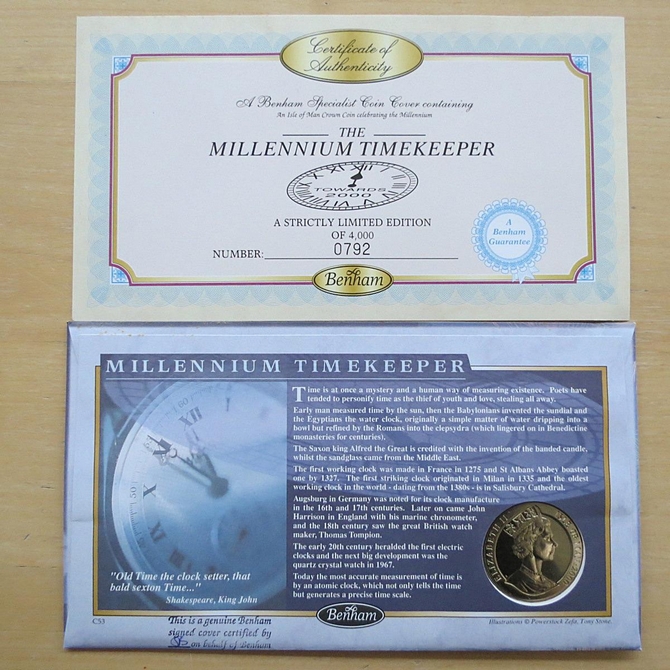 Certificate of
Authenticity
A Benham Specialist Coin Cover containing
An Isle of Man Crown Coin celebrating the Millennium
THE
MILLENNIUM TIMEKEEPER
TOWARDS
2000
A STRICTLY LIMITED EDITION
OF 4,000
NUMBER: 0792
A
Benham
Guarantee
Benham
MILLENNIUM TIMEKEEPER
Time is at once a mystery and a human way of measuring existence. Poets have
tended to personify time as the thief of youth and love, stealing all away.
Early man measured time by the sun, then the Babylonians invented the sundial and
the Egyptians the water clock, originally a simple matter of water dripping into a
bowl but refined by the Romans into the clepsydra (which lingered on in Benedictine
monasteries for centuries).
The Saxon king Alfred the Great is credited with the invention of the banded candle,
whilst the sandglass came from the Middle East.
The first working clock was made in France in 1275 and St Albans Abbey boasted
one by 1327. The first striking clock originated in Milan in 1335 and the oldest
working clock in the world - dating from the 1380s - is in Salisbury Cathedral.
Augsburg in Germany was noted for its clock manufacture
in the 16th and 17th centuries. Later on came John
Harrison in England with his marine chronometer,
and the 18th century saw the great British watch
maker, Thomas Tompion.
The early 20th century heralded the first electric
clocks and the next big development was the
quartz crystal watch in 1967.
Today the most accurate measurement of time is
by an atomic clock, which not only tells the time
but generates a precise time scale.
XII
I
X
50
ELIZABETH II
"Old Time the clock setter, that
bald sexton Time..."
Shakespeare, King John
C53
Benham
Illustrations © Powerstock Zefa, Tony Stone.
This is a genuine Benham
signed cover certified by
on behalf of Benham